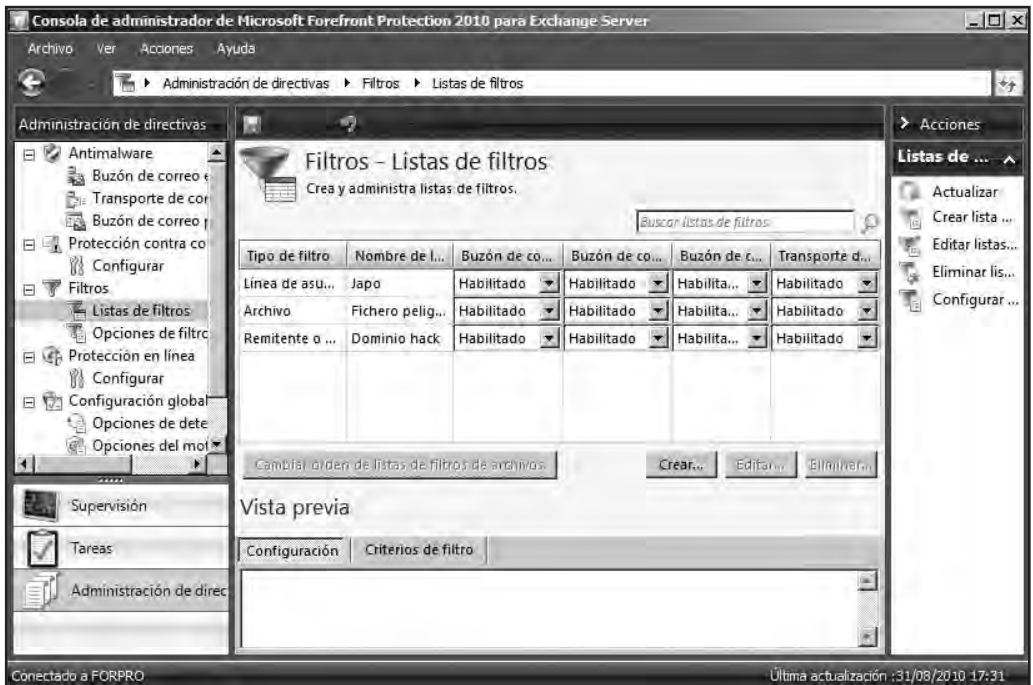 Consola de administrador de Microsoft Forefront Protection 2010 para Exchange Server
Archivo Ver Acciones Ayuda
Administración de directivas Filtros Listas de filtros
Administración de directivas
Antimalware
Buzón de correo e
Transporte de cor
Buzón de correo p
Protección contra co
Configurar
Filtros
Listas de filtros
Opciones de filtro
Protección en línea
Configurar
Configuración global
Opciones de dete
Opciones del mot
Supervisión
Tareas
Administración de direc
Filtros - Listas de filtros
Crea y administra listas de filtros.
Buscar listas de filtros
Tipo de filtro Nombre de l... Buzón de co... Buzón de co... Buzón de c... Transporte d...
Línea de asu... Japo Habilitado Habilitado Habilita... Habilitado
Archivo Fichero pelig... Habilitado Habilitado Habilita... Habilitado
Remitente o ... Dominio hack Habilitado Habilitado Habilita... Habilitado
Cambiar orden de listas de filtros de archivos. Crear... Editar... Eliminar...
Vista previa
Configuración Criterios de filtro
Acciones
Listas de ...
Actualizar
Crear lista ...
Editar listas...
Eliminar lis...
Configurar ...
Conectado a FORPRO Última actualización :31/08/2010 17:31